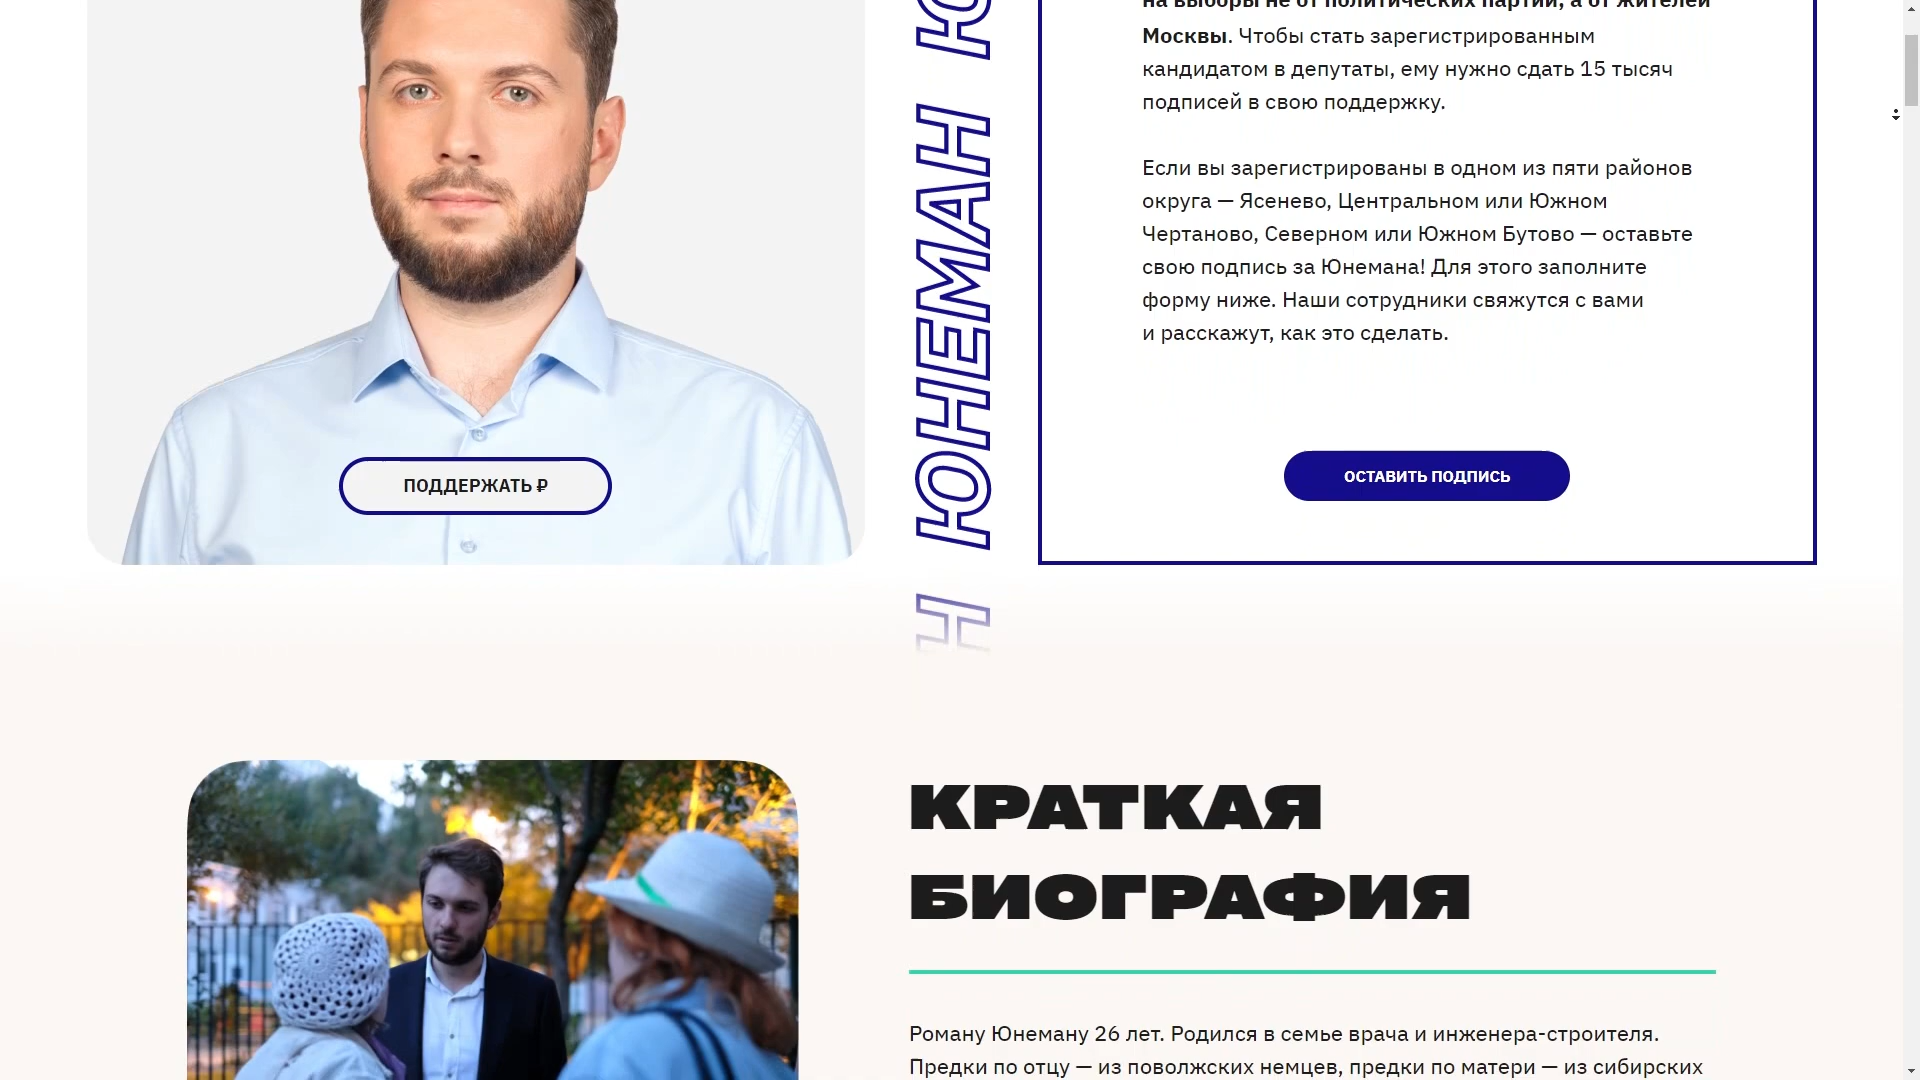 на выборы не от политических партий, а от жителей
Москвы. Чтобы стать зарегистрированным
кандидатом в депутаты, ему нужно сдать 15 тысяч
подписей в свою поддержку.
Если вы зарегистрированы в одном из пяти районов
округа — Ясенево, Центральном или Южном
Чертаново, Северном или Южном Бутово — оставьте
свою подпись за Юнемана! Для этого заполните
форму ниже. Наши сотрудники свяжутся с вами
и расскажут, как это сделать.
ОСТАВИТЬ ПОДПИСЬ
ПОДДЕРЖАТЬ ₽
Ю
ЮНЕМАН
Н
КРАТКАЯ
БИОГРАФИЯ
Роману Юнеману 26 лет. Родился в семье врача и инженера-строителя.
Предки по отцу — из поволжских немцев, предки по матери — из сибирских